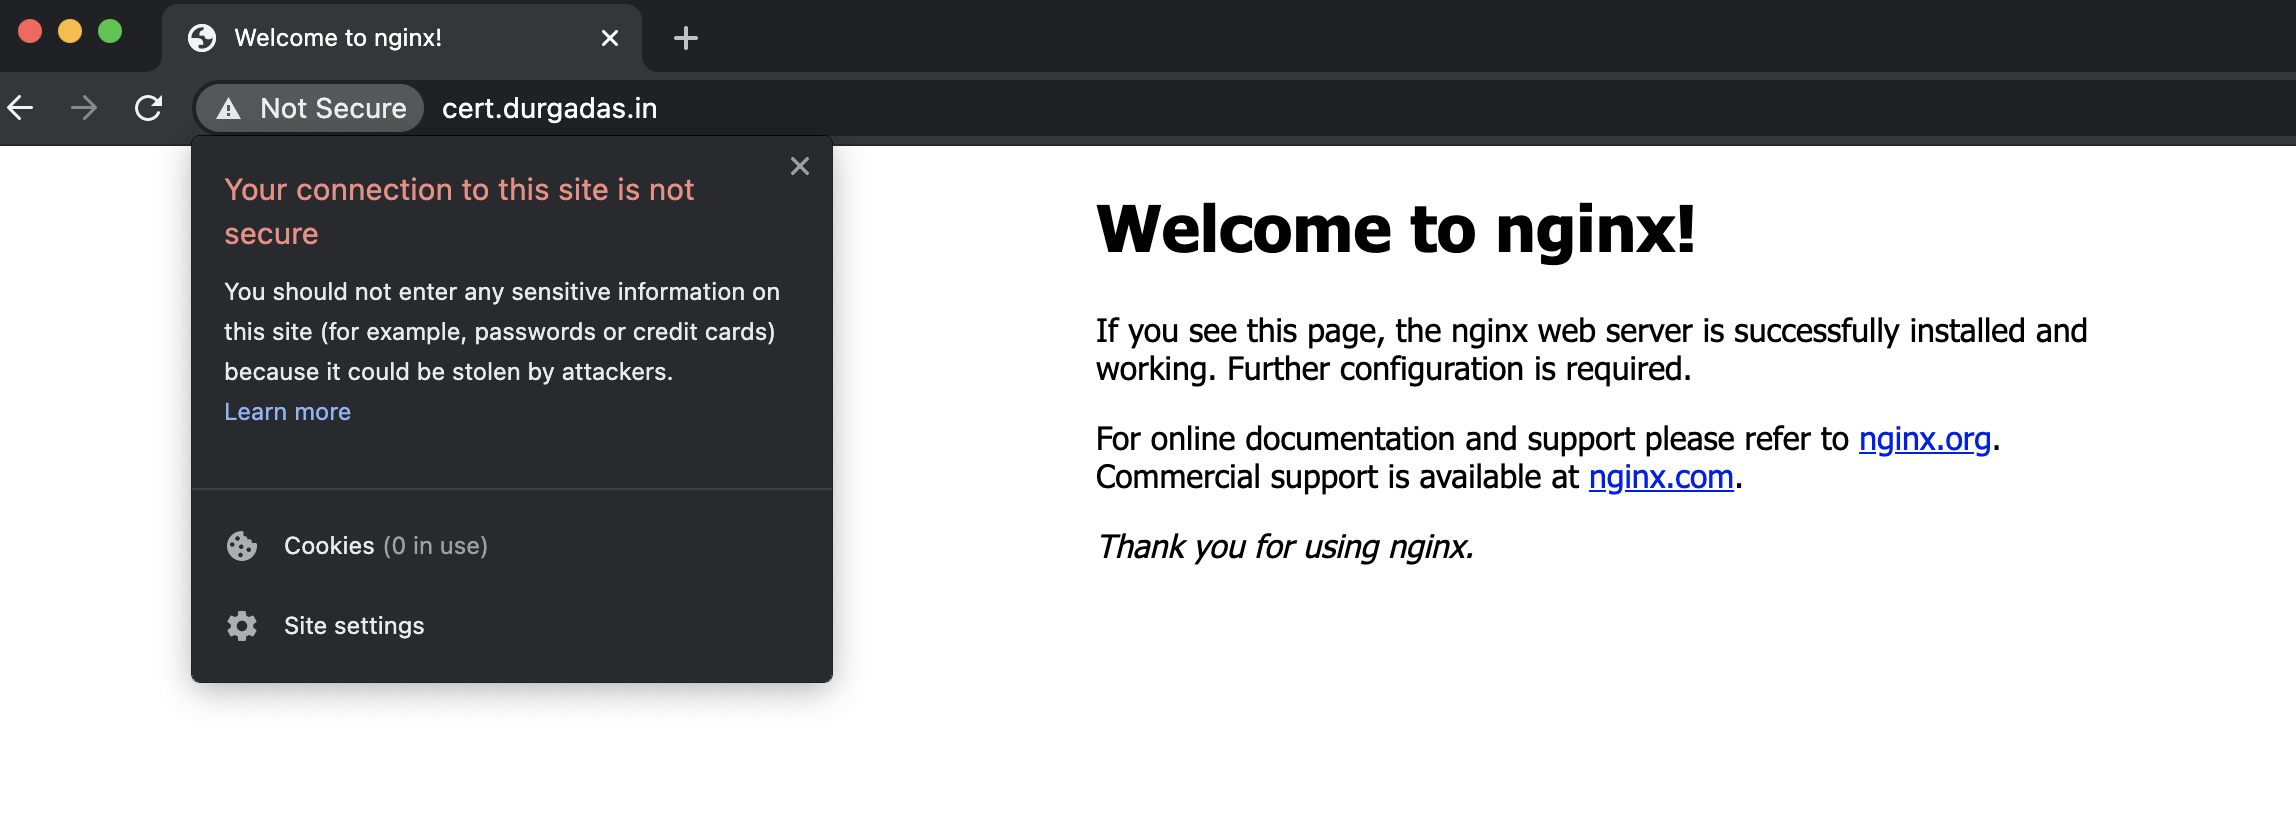 Welcome to nginx!
Not Secure cert.durgadas.in
Your connection to this site is not
secure
You should not enter any sensitive information on
this site (for example, passwords or credit cards)
because it could be stolen by attackers.
Learn more
Cookies (0 in use)
Site settings
Welcome to nginx!
If you see this page, the nginx web server is successfully installed and
working. Further configuration is required.
For online documentation and support please refer to nginx.org.
Commercial support is available at nginx.com.
Thank you for using nginx.